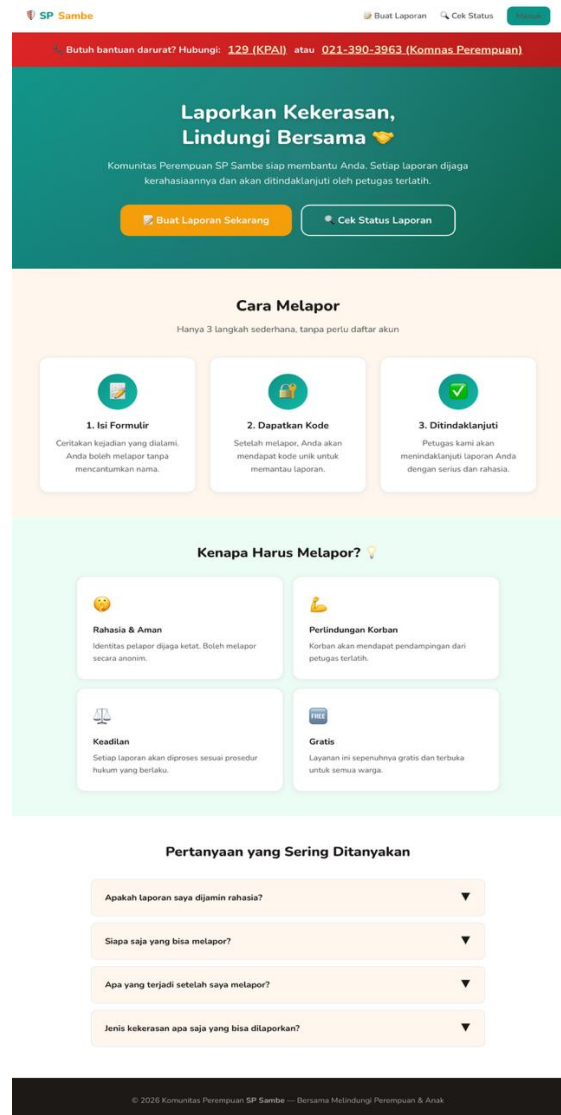 SP Sambe
Buat Laporan
Cek Status
Masuk
Butuh bantuan darurat? Hubungi: 129 (KPAI) atau 021-390-3963 (Komnas Perempuan)
Laporkan Kekerasan,
Lindungi Bersama
Komunitas Perempuan SP Sambe siap membantu Anda. Setiap laporan dijaga
kerahasiaannya dan akan ditindaklanjuti oleh petugas terlatih.
Buat Laporan Sekarang
Cek Status Laporan
Cara Melapor
Hanya 3 langkah sederhana, tanpa perlu daftar akun
1. Isi Formulir
Ceritakan kejadian yang dialami.
Anda boleh melapor tanpa
mencantumkan nama.
2. Dapatkan Kode
Setelah melapor, Anda akan
mendapat kode unik untuk
memantau laporan.
3. Ditindaklanjuti
Petugas kami akan
menindaklanjuti laporan Anda
dengan serius dan rahasia.
Kenapa Harus Melapor?
Rahasia & Aman
Identitas pelapor dijaga ketat. Boleh melapor
secara anonim.
Perlindungan Korban
Korban akan mendapat pendampingan dari
petugas terlatih.
Keadilan
Setiap laporan akan diproses sesuai prosedur
hukum yang berlaku.
FREE
Gratis
Layanan ini sepenuhnya gratis dan terbuka
untuk semua warga.
Pertanyaan yang Sering Ditanyakan
Apakah laporan saya dijamin rahasia?
Siapa saja yang bisa melapor?
Apa yang terjadi setelah saya melapor?
Jenis kekerasan apa saja yang bisa dilaporkan?
© 2026 Komunitas Perempuan SP Sambe — Bersama Melindungi Perempuan & Anak